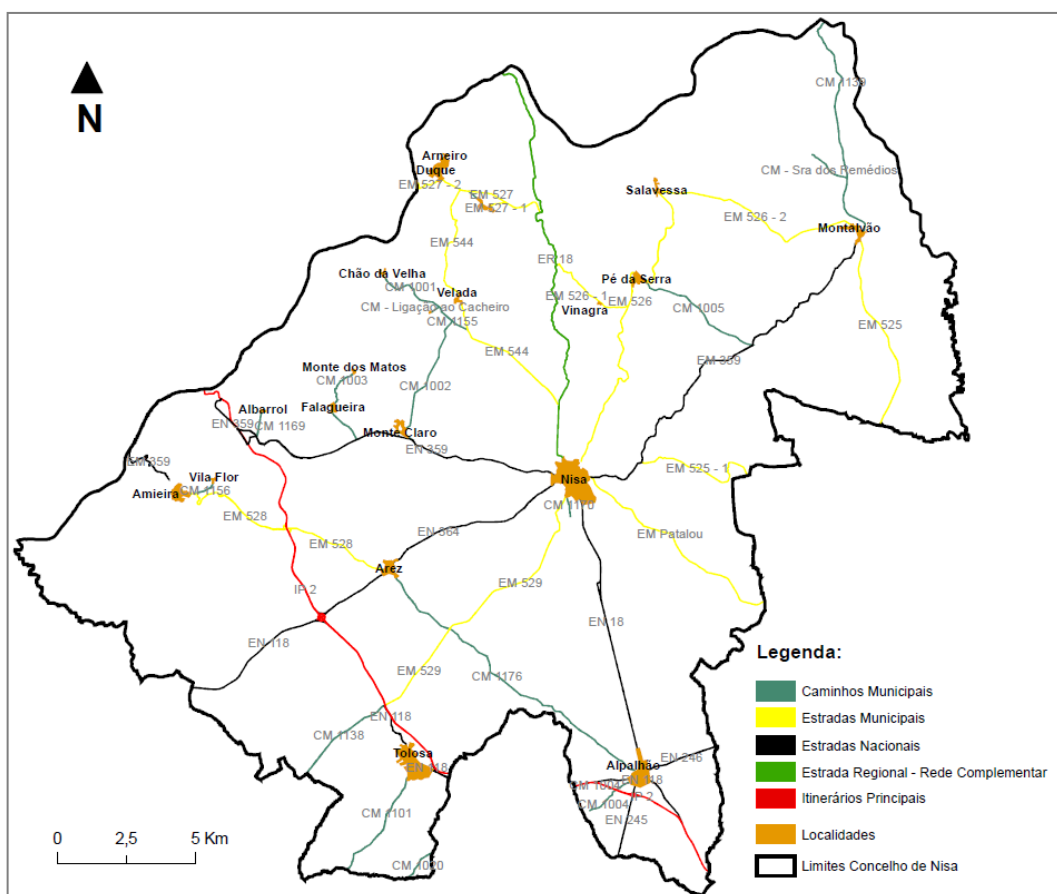 CM 1139
N
Arneiro
Duque
CM - Sra dos Remédios
EM 527 - 2
EM 527
EM 527 - 1
Salavessa
EM 526 - 2
Montalvão
EM 544
ER 18
Chão da Velha
CM 1001
Velada
Pé da Serra
EM 526 - 1
EM 526
CM - Ligação ao Cacheiro
Vinagra
CM 1005
CM 1155
EM 525
EM 544
EM 359
Monte dos Matos
CM 1003
CM 1002
Albarrol
Falagueira
EN 359
CM 1169
Monte Claro
EN 359
EM 359
Vila Flor
Nisa
EM 525 - 1
Amieira
CM 1156
CM 1170
EM 528
EN 364
EM Patalou
EM 528
Arez
EM 529
IP 2
EN 18
EN 118
EM 529
CM 1176
Legenda:
Caminhos Municipais
Estradas Municipais
Estradas Nacionais
Estrada Regional - Rede Complementar
Itinerários Principais
Localidades
Limites Concelho de Nisa
EN 118
CM 1138
Tolosa
EN 118
EN 246
Alpalhão
EN 118
CM 1004
IP 2
CM 1004
EN 245
CM 1101
CM 1020
0 2,5 5 Km